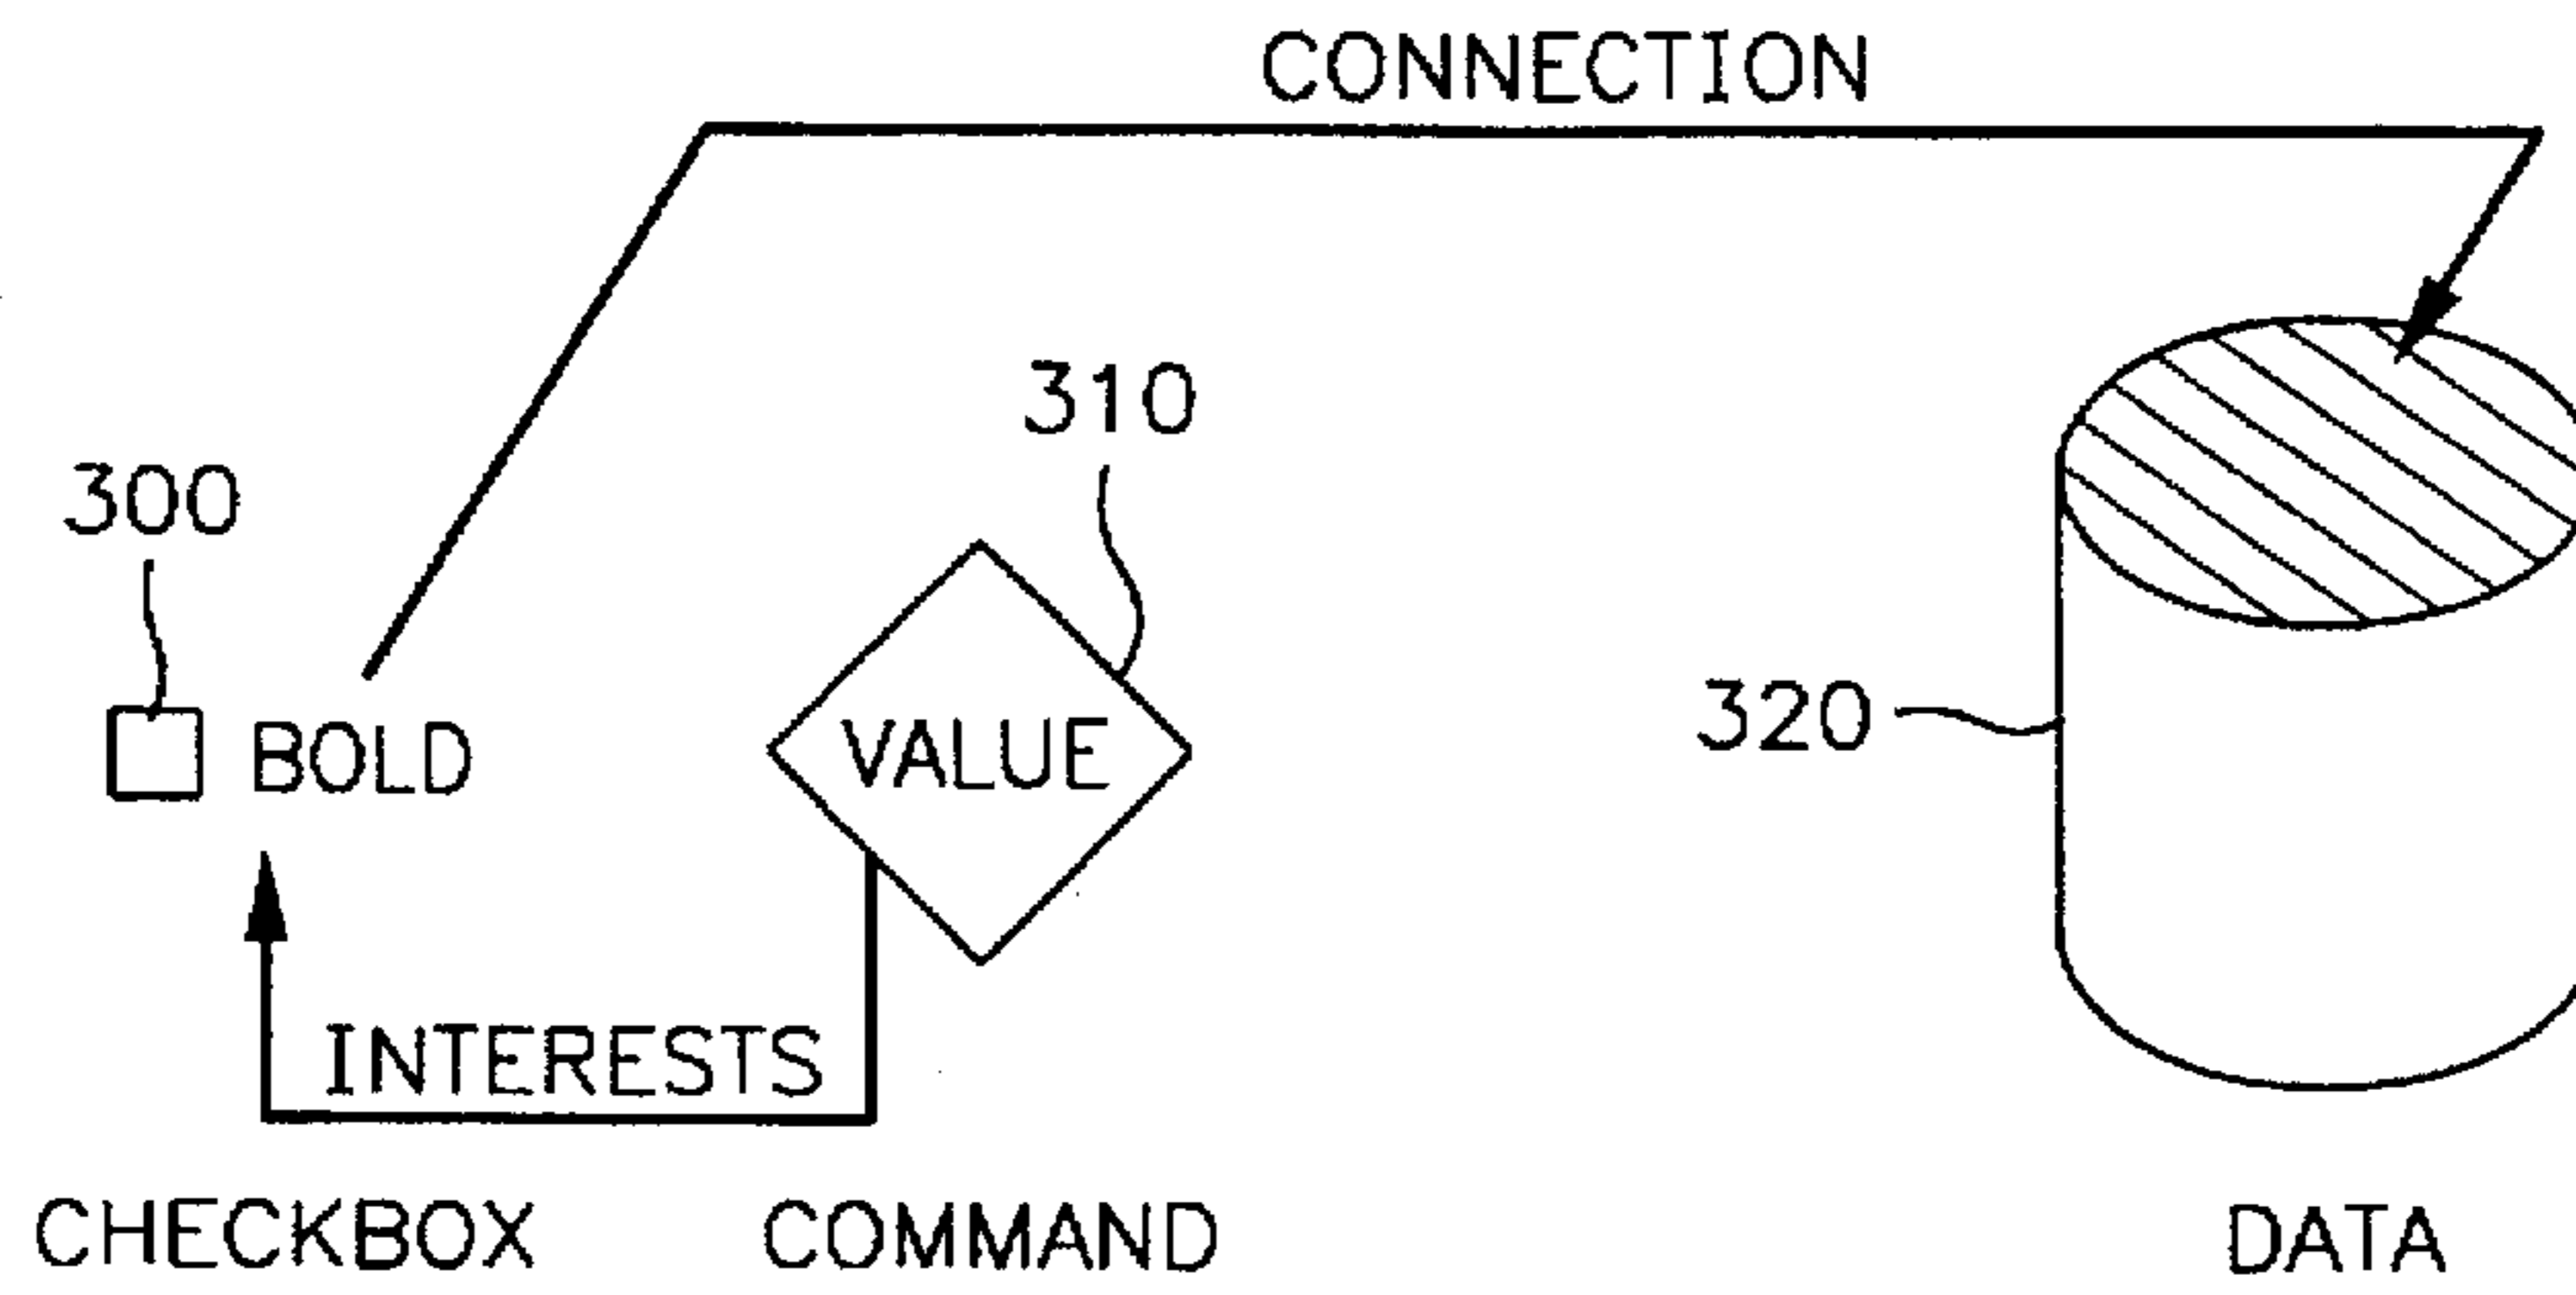 CONNECTION
310
300
320
BOLD
VALUE
INTERESTS
CHECKBOX COMMAND DATA